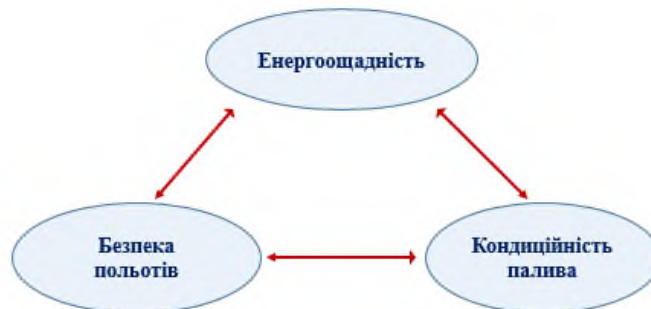 Енергоощадність
Безпека
польотів
Кондиційність
палива